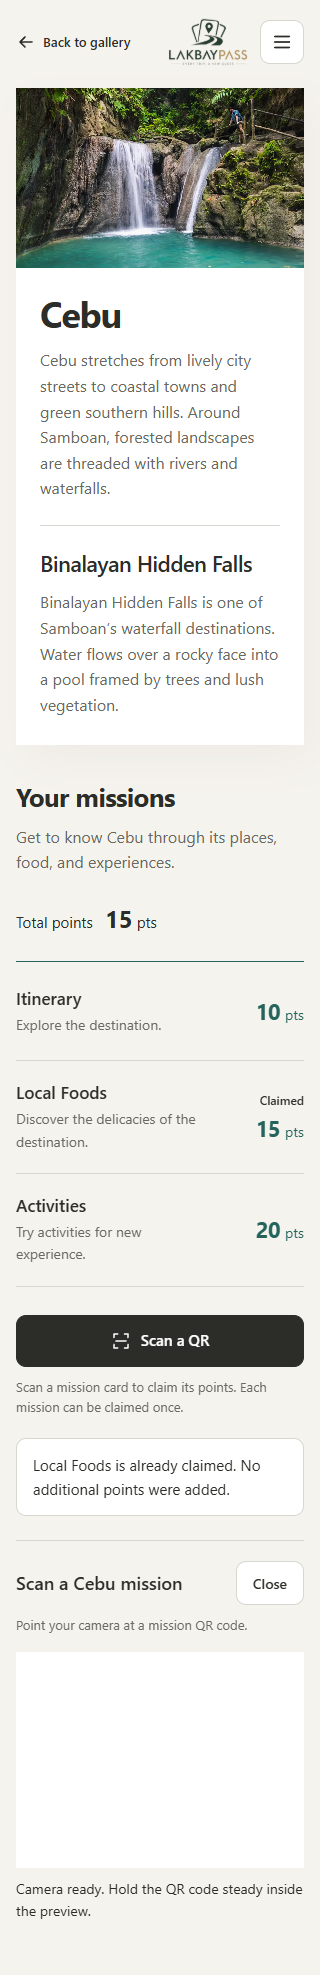 Back to gallery
LAKBAYPASS
Cebu
Cebu stretches from lively city
streets to coastal towns and
green southern hills. Around
Samboan, forested landscapes
are threaded with rivers and
waterfalls.
Binalayan Hidden Falls
Binalayan Hidden Falls is one of
Samboan's waterfall destinations.
Water flows over a rocky face into
a pool framed by trees and lush
vegetation.
Your missions
Get to know Cebu through its places,
food, and experiences.
Total points 15 pts
Itinerary
Explore the destination.
10 pts
Local Foods
Discover the delicacies of the
destination.
Claimed
15 pts
Activities
Try activities for new
experience.
20 pts
Scan a QR
Scan a mission card to claim its points. Each
mission can be claimed once.
Local Foods is already claimed. No
additional points were added.
Scan a Cebu mission
Close
Point your camera at a mission QR code.
Camera ready. Hold the QR code steady inside
the preview.